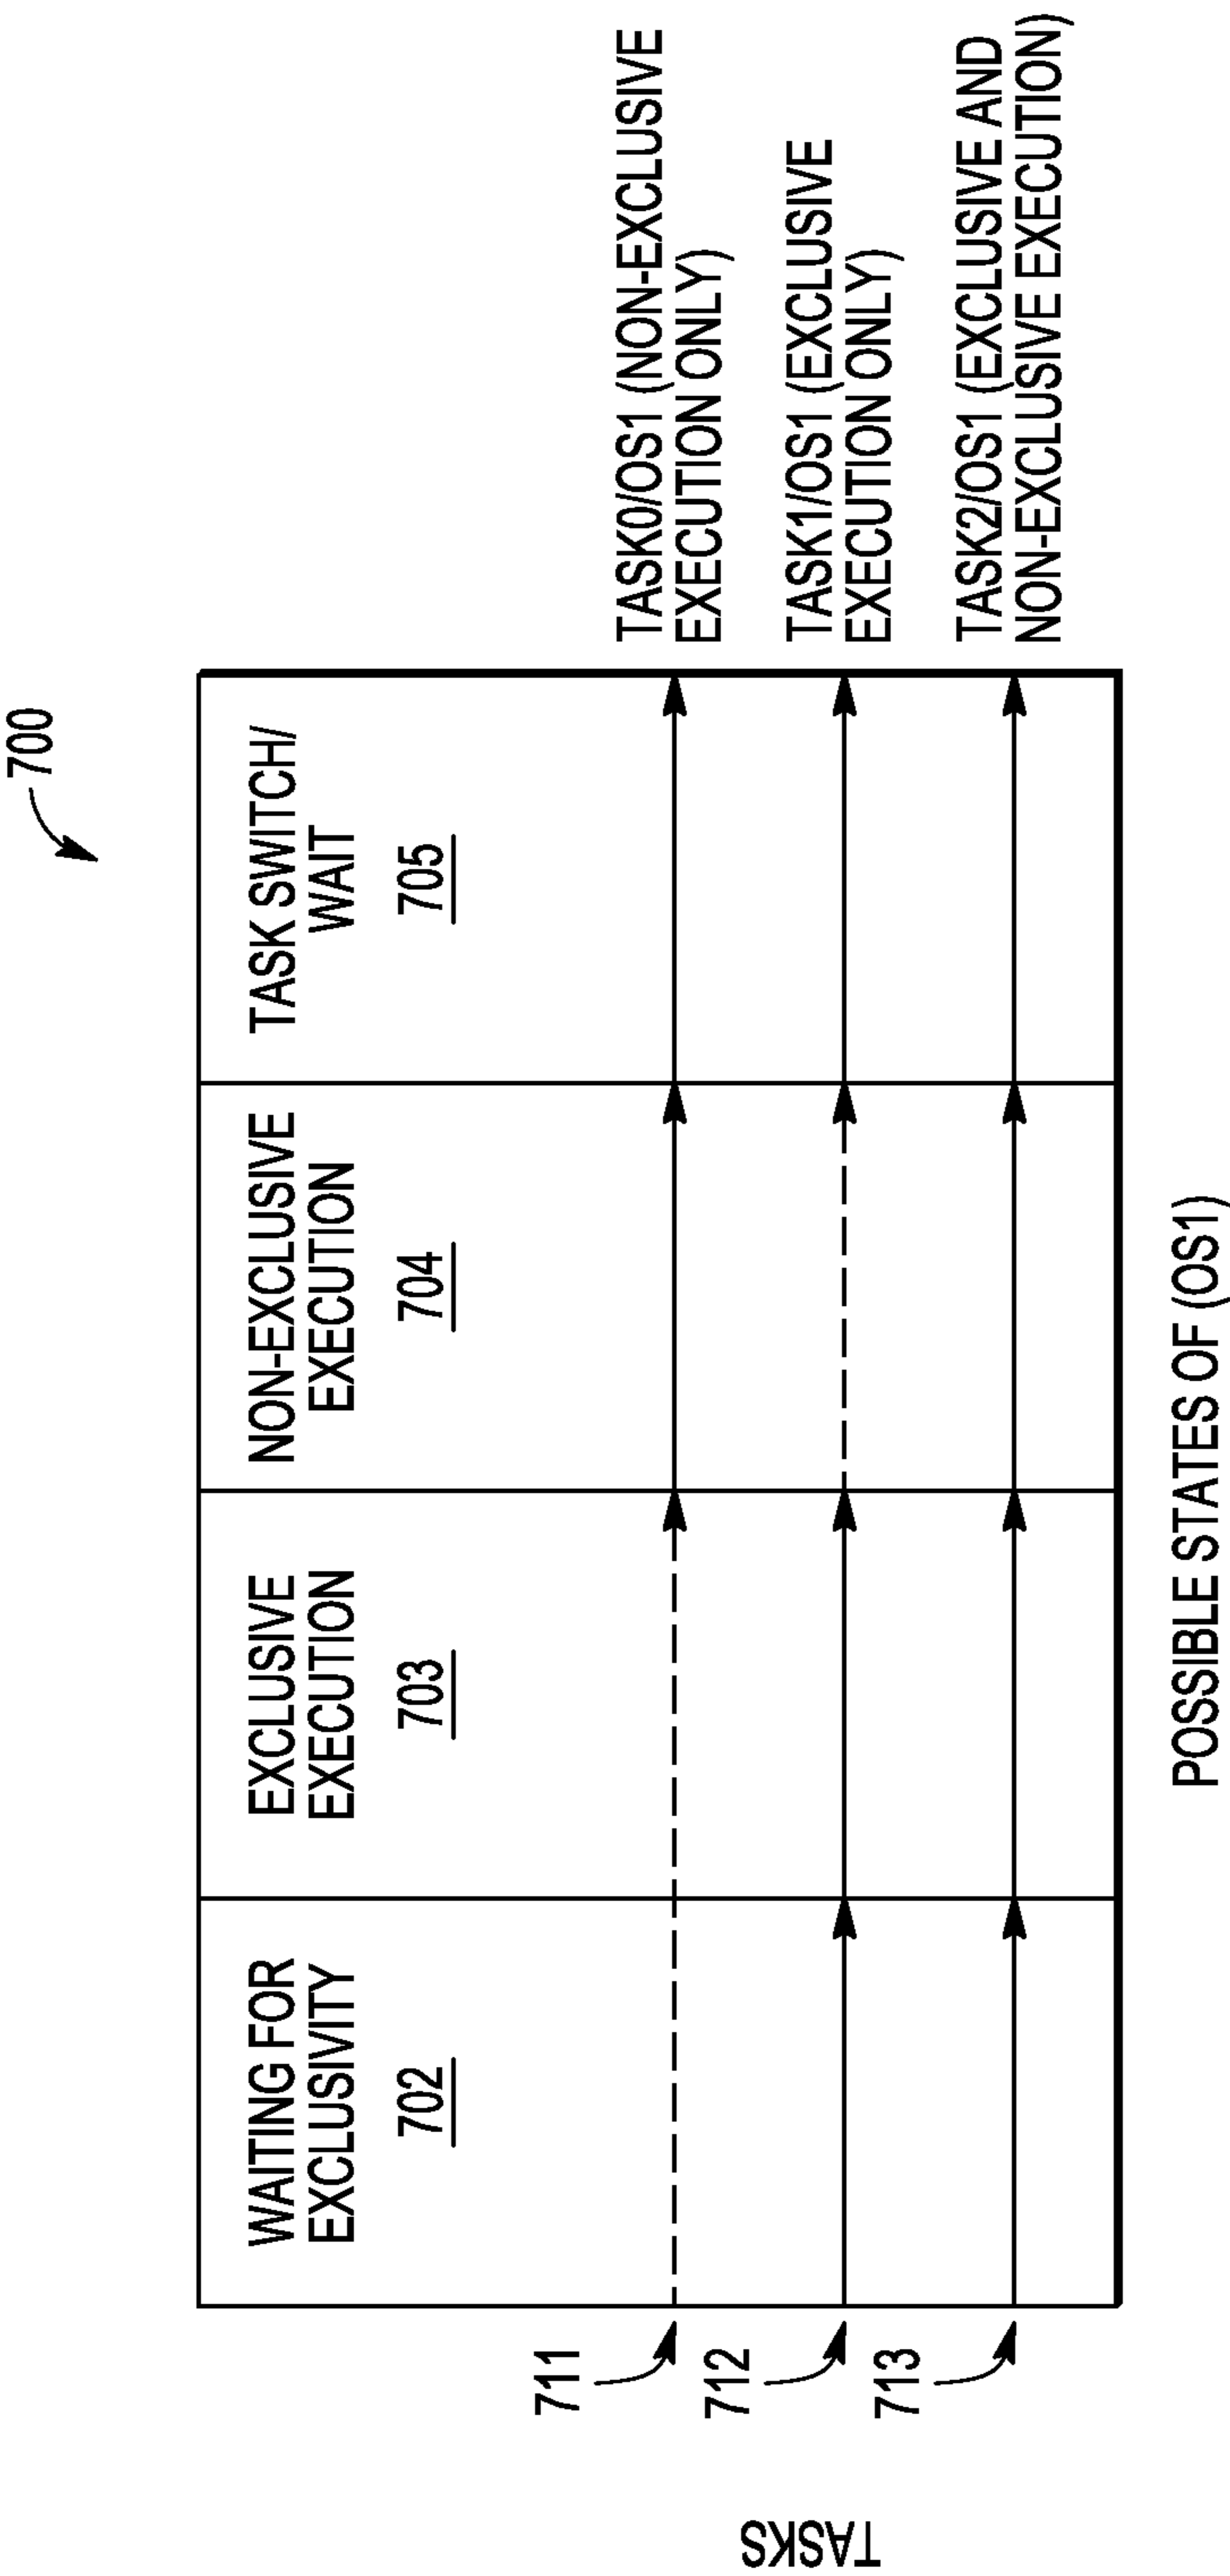 700
WAITING FOR
EXCLUSIVITY
702
EXCLUSIVE
EXECUTION
703
NON-EXCLUSIVE
EXECUTION
704
TASK SWITCH/
WAIT
705
TASKS
711
TASK0/OS1 (NON-EXCLUSIVE
EXECUTION ONLY)
712
TASK1/OS1 (EXCLUSIVE
EXECUTION ONLY)
713
TASK2/OS1 (EXCLUSIVE AND
NON-EXCLUSIVE EXECUTION)
POSSIBLE STATES OF (OS1)